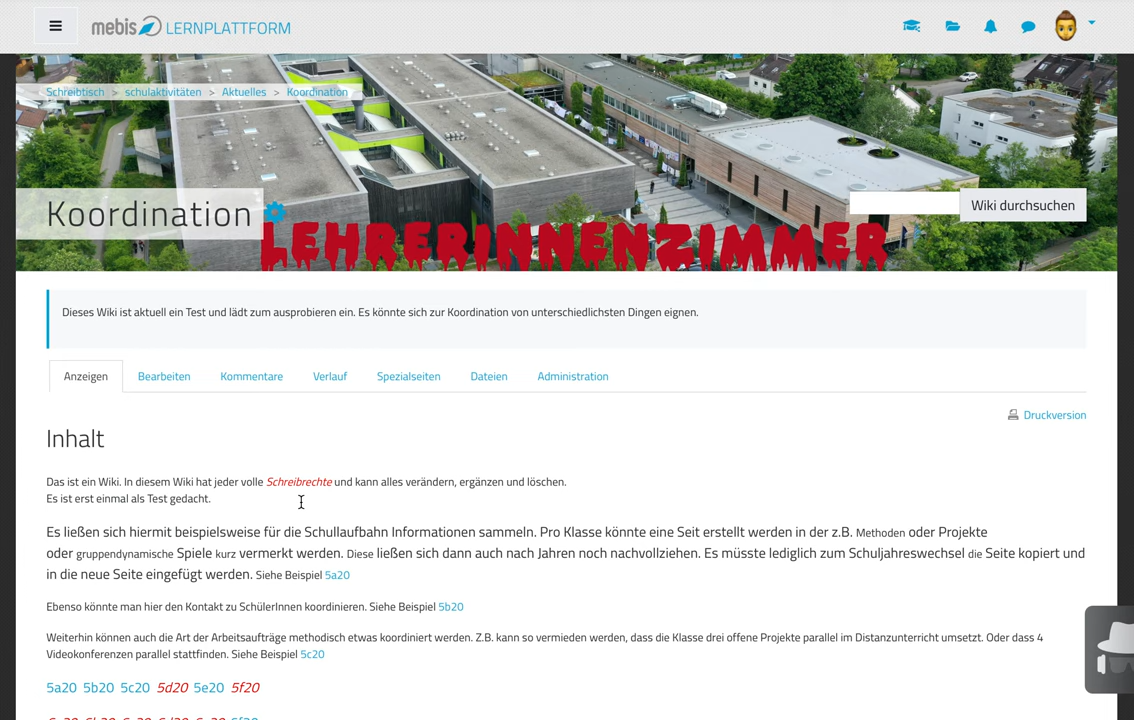 mebis LERNPLATTFORM
Schreibtisch > schulaktivitäten > Aktuelles > Koordination
Koordination
Wiki durchsuchen
LEHRERINNENZIMMER
Dieses Wiki ist aktuell ein Test und lädt zum ausprobieren ein. Es könnte sich zur Koordination von unterschiedlichsten Dingen eignen.
Anzeigen Bearbeiten Kommentare Verlauf Spezialseiten Dateien Administration
Druckversion
Inhalt
Das ist ein Wiki. In diesem Wiki hat jeder volle Schreibrechte und kann alles verändern, ergänzen und löschen.
Es ist erst einmal als Test gedacht.
Es ließen sich hiermit beispielsweise für die Schullaufbahn Informationen sammeln. Pro Klasse könnte eine Seit erstellt werden in der z.B. Methoden oder Projekte
oder gruppendynamische Spiele kurz vermerkt werden. Diese ließen sich dann auch nach Jahren noch nachvollziehen. Es müsste lediglich zum Schuljahreswechsel die Seite kopiert und
in die neue Seite eingefügt werden. Siehe Beispiel 5a20
Ebenso könnte man hier den Kontakt zu SchülerInnen koordinieren. Siehe Beispiel 5b20
Weiterhin können auch die Art der Arbeitsaufträge methodisch etwas koordiniert werden. Z.B. kann so vermieden werden, dass die Klasse drei offene Projekte parallel im Distanzunterricht umsetzt. Oder dass 4
Videokonferenzen parallel stattfinden. Siehe Beispiel 5c20
5a20 5b20 5c20 5d20 5e20 5f20